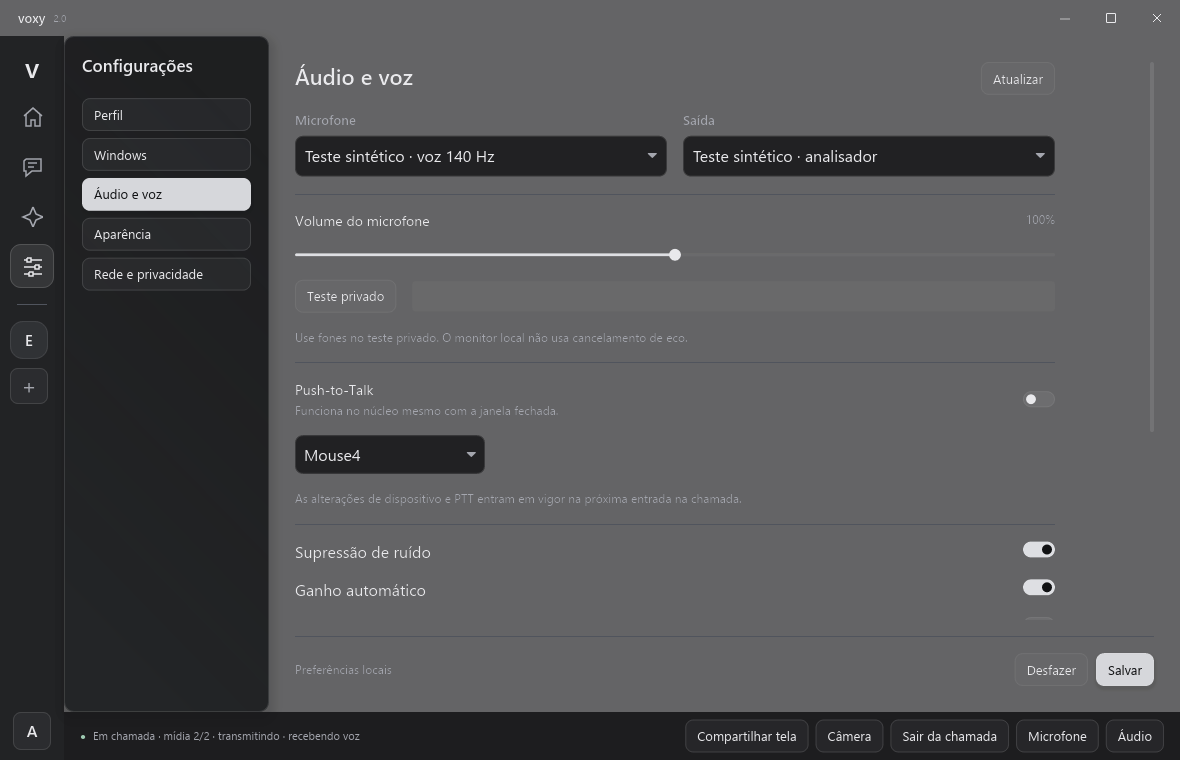 voxy 2.0
V
Configurações
Perfil
Windows
Áudio e voz
Aparência
Rede e privacidade
E
+
A
Áudio e voz
Atualizar
Microfone
Saída
Teste sintético · voz 140 Hz
Teste sintético · analisador
Volume do microfone
100%
Teste privado
Use fones no teste privado. O monitor local não usa cancelamento de eco.
Push-to-Talk
Funciona no núcleo mesmo com a janela fechada.
Mouse4
As alterações de dispositivo e PTT entram em vigor na próxima entrada na chamada.
Supressão de ruído
Ganho automático
Preferências locais
Desfazer
Salvar
Em chamada · mídia 2/2 · transmitindo · recebendo voz
Compartilhar tela
Câmera
Sair da chamada
Microfone
Áudio